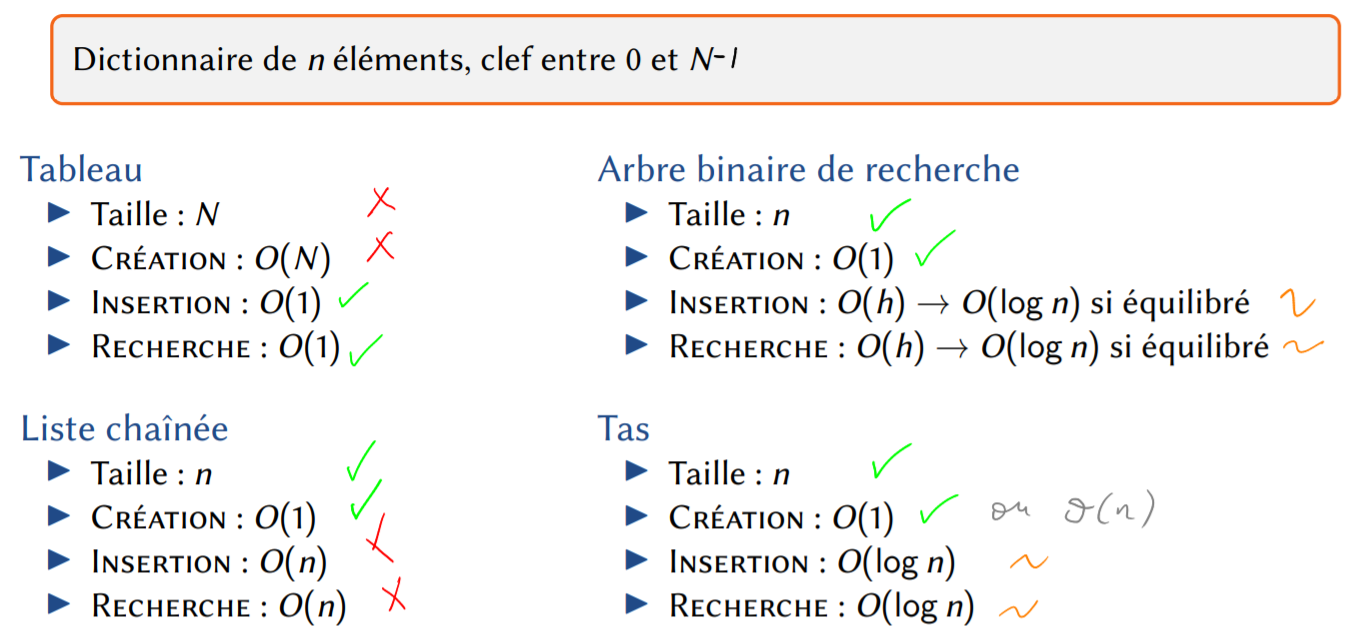 Dictionnaire de n éléments, clef entre 0 et N-1
Tableau
▶ Taille : N ✗
▶ CRÉATION : O(N) ✗
▶ INSERTION : O(1) ✓
▶ RECHERCHE : O(1) ✓
Liste chaînée
▶ Taille : n ✓
▶ CRÉATION : O(1) ✓
▶ INSERTION : O(n) ✗
▶ RECHERCHE : O(n) ✗
Arbre binaire de recherche
▶ Taille : n ✓
▶ CRÉATION : O(1) ✓
▶ INSERTION : O(h) → O(log n) si équilibré ~
▶ RECHERCHE : O(h) → O(log n) si équilibré ~
Tas
▶ Taille : n ✓
▶ CRÉATION : O(1) ✓ ou O(n)
▶ INSERTION : O(log n) ~
▶ RECHERCHE : O(log n) ~